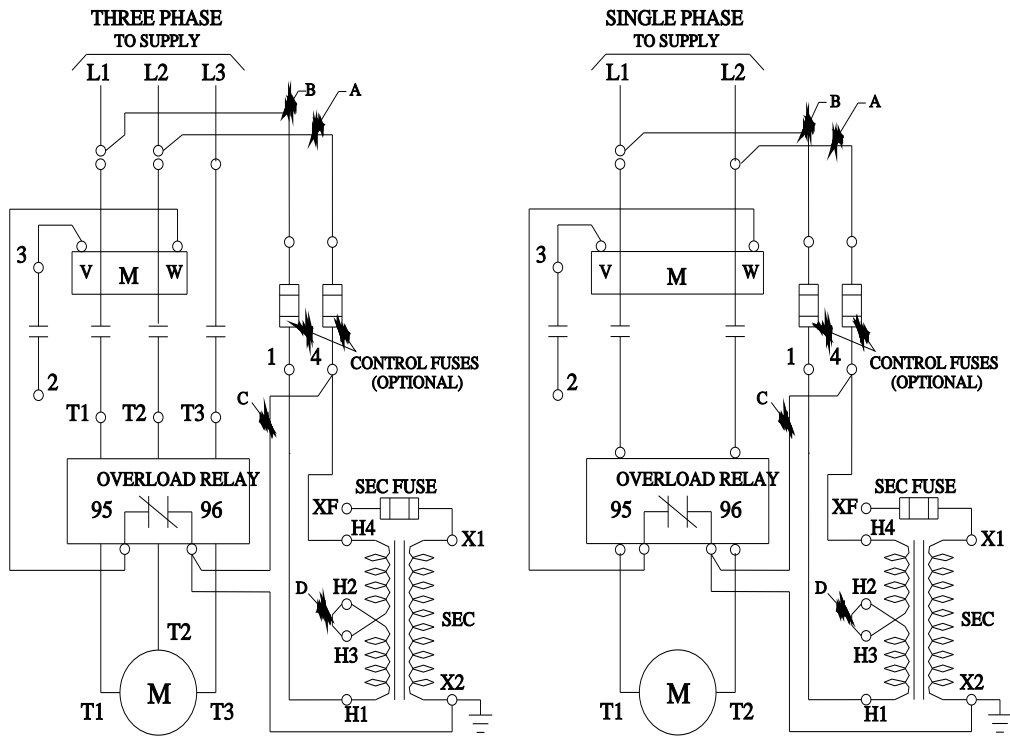 THREE PHASE
TO SUPPLY
L1 L2 L3
B
A
3
V M W
1 4
CONTROL FUSES
(OPTIONAL)
2
C
T1 T2 T3
OVERLOAD RELAY
95 96
SEC FUSE
XF
H4
X1
D
H2
SEC
T2
H3
X2
T1 M T3
H1
SINGLE PHASE
TO SUPPLY
L1 L2
B
A
3
V M W
1 4
CONTROL FUSES
(OPTIONAL)
2
C
OVERLOAD RELAY
95 96
SEC FUSE
XF
H4
X1
D
H2
SEC
H3
X2
T1 M T2
H1